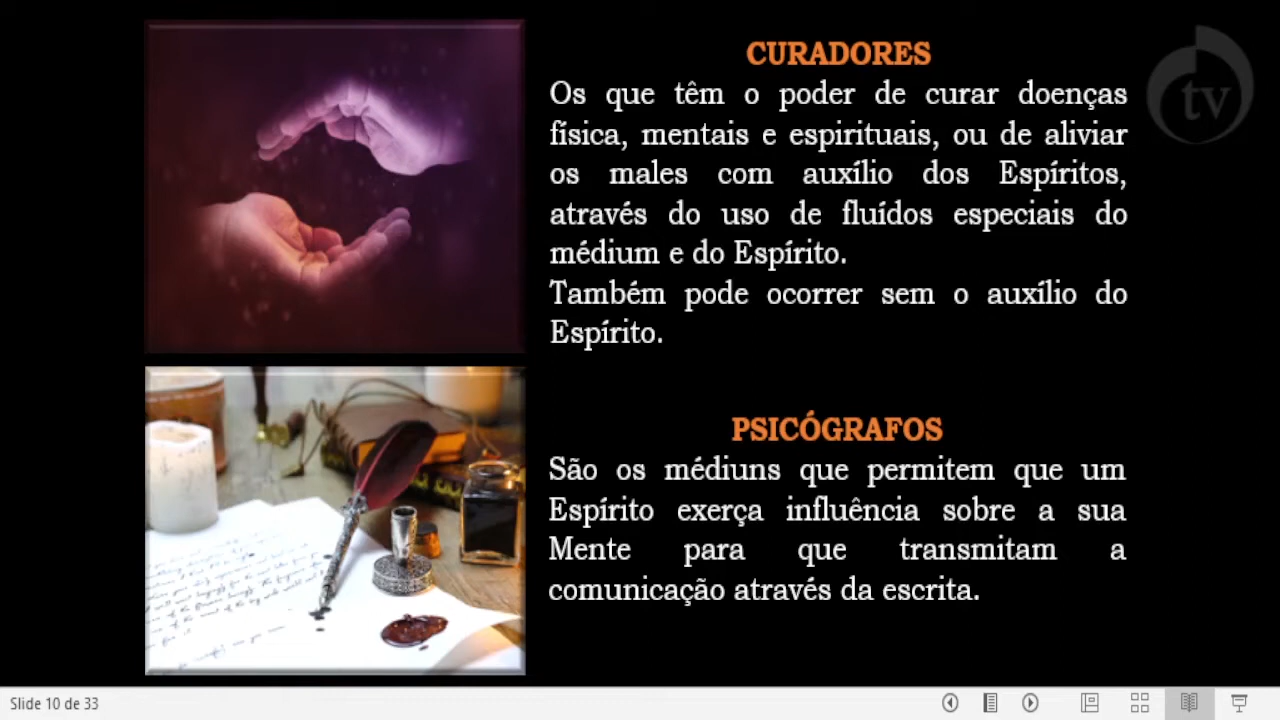 CURADORES
Os que têm o poder de curar doenças
física, mentais e espirituais, ou de aliviar
os males com auxílio dos Espíritos,
através do uso de fluídos especiais do
médium e do Espírito.
Também pode ocorrer sem o auxílio do
Espírito.
PSICÓGRAFOS
São os médiuns que permitem que um
Espírito exerça influência sobre a sua
Mente para que transmitam a
comunicação através da escrita.
tv
Slide 10 de 33